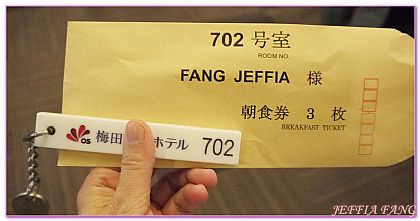 702 号室
ROOM NO.
FANG JEFFIA 様
朝食券 3 枚
BREAKFAST TICKET
OS 梅田 ホテル 702
JEFFIA FANG